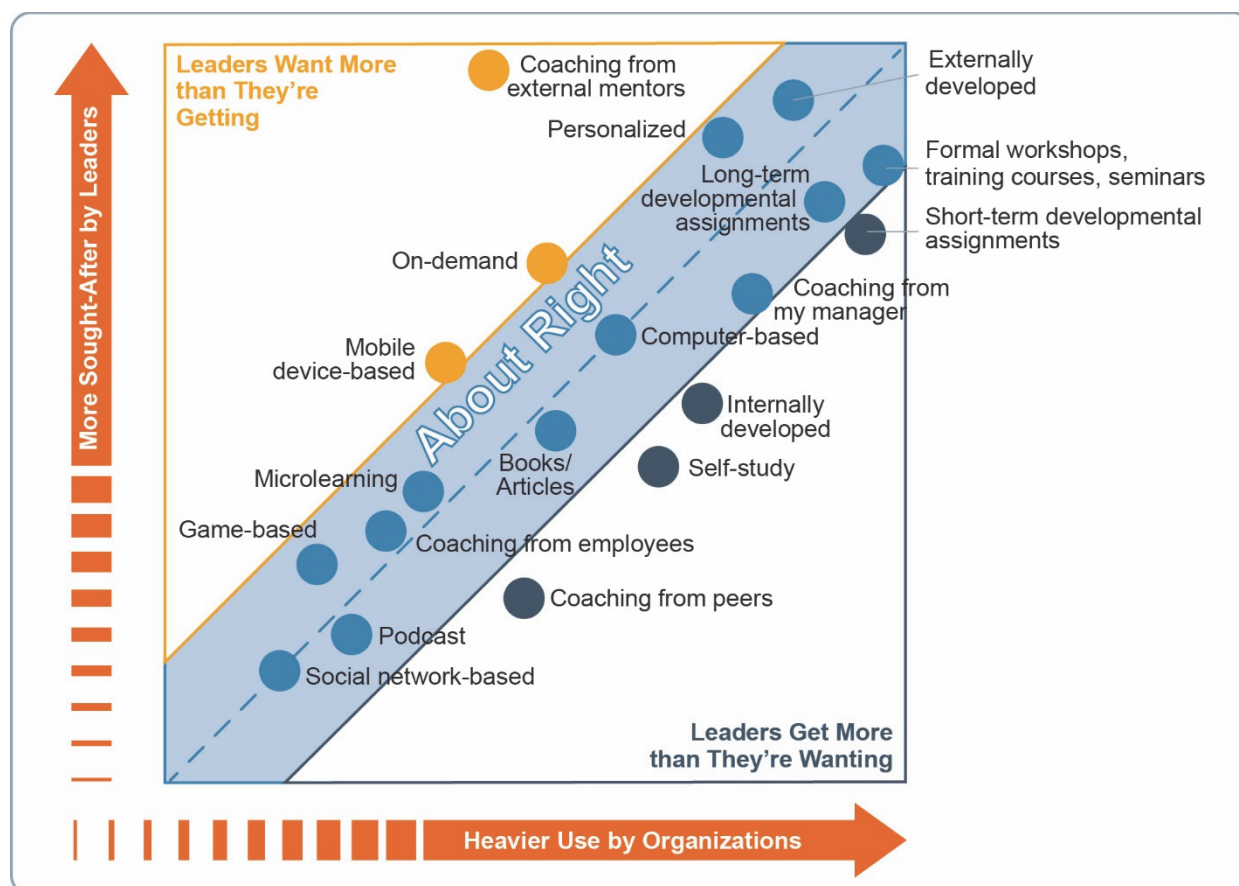 More Sought-After by Leaders
Leaders Want More
than They're
Getting
Coaching from
external mentors
Externally
developed
Personalized
Formal workshops,
training courses, seminars
Long-term
developmental
assignments
Short-term developmental
assignments
On-demand
About Right
Coaching from
my manager
Computer-based
Mobile
device-based
Internally
developed
Books/
Articles
Self-study
Microlearning
Game-based
Coaching from employees
Coaching from peers
Podcast
Social network-based
Leaders Get More
than They're Wanting
Heavier Use by Organizations